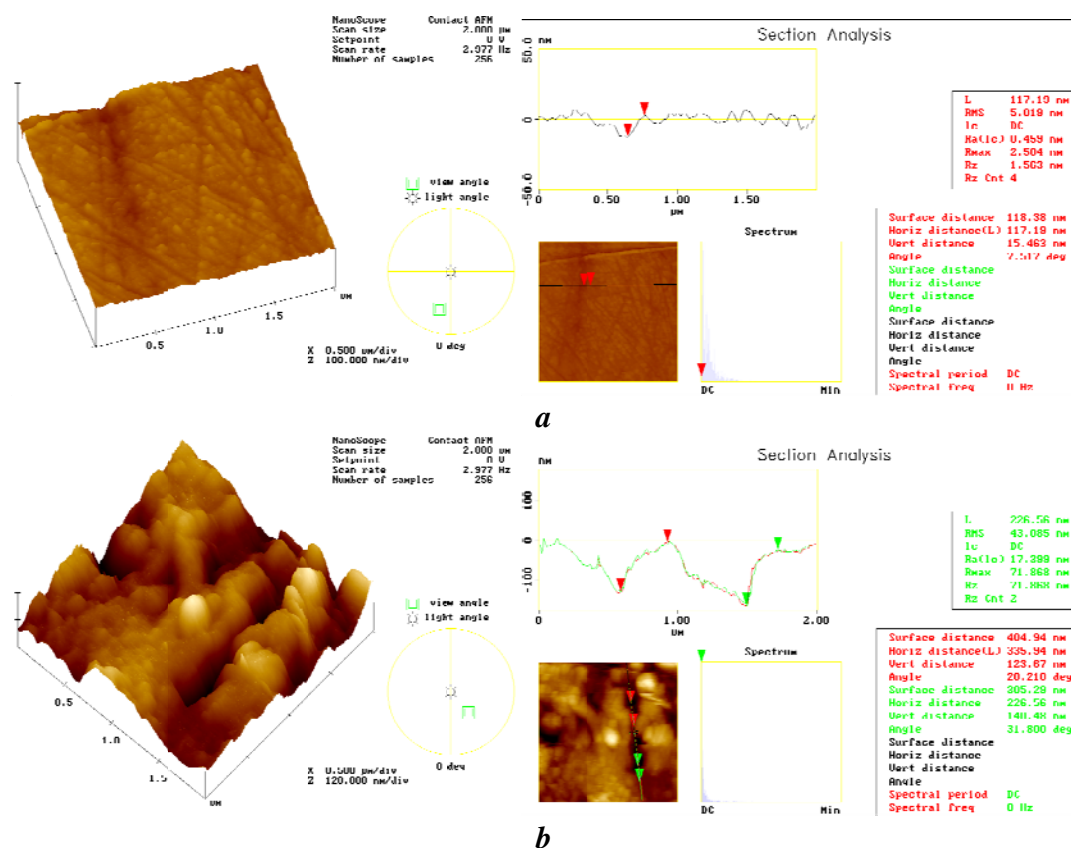 NanoScope Contact AFM
Scan size 2.000 µm
Setpoint 0 V
Scan rate 2.977 Hz
Number of samples 256
view angle
light angle
0 deg
0.5
1.0
1.5
µm
X 0.500 µm/div
Z 100.000 nm/div
Section Analysis
nm
50.0
0
-50.0
0 0.50 1.00 1.50
µm
L 117.19 nm
RMS 5.019 nm
lc DC
Ra(lc) 0.459 nm
Rmax 2.504 nm
Rz 1.563 nm
Rz Cnt 4
Spectrum
DC Min
Surface distance 118.38 nm
Horiz distance(L) 117.19 nm
Vert distance 15.463 nm
Angle 7.517 deg
Surface distance
Horiz distance
Vert distance
Angle
Surface distance
Horiz distance
Vert distance
Angle
Spectral period DC
Spectral freq 0 Hz
a
NanoScope Contact AFM
Scan size 2.000 µm
Setpoint 0 V
Scan rate 2.977 Hz
Number of samples 256
view angle
light angle
0 deg
0.5
1.0
1.5
µm
X 0.500 µm/div
Z 120.000 nm/div
Section Analysis
nm
100
0
-100
0 1.00 2.00
µm
L 226.56 nm
RMS 43.085 nm
lc DC
Ra(lc) 17.399 nm
Rmax 71.868 nm
Rz 71.868 nm
Rz Cnt 2
Spectrum
DC Min
Surface distance 404.94 nm
Horiz distance(L) 335.94 nm
Vert distance 123.67 nm
Angle 20.210 deg
Surface distance 305.29 nm
Horiz distance 226.56 nm
Vert distance 140.48 nm
Angle 31.800 deg
Surface distance
Horiz distance
Vert distance
Angle
Spectral period DC
Spectral freq 0 Hz
b